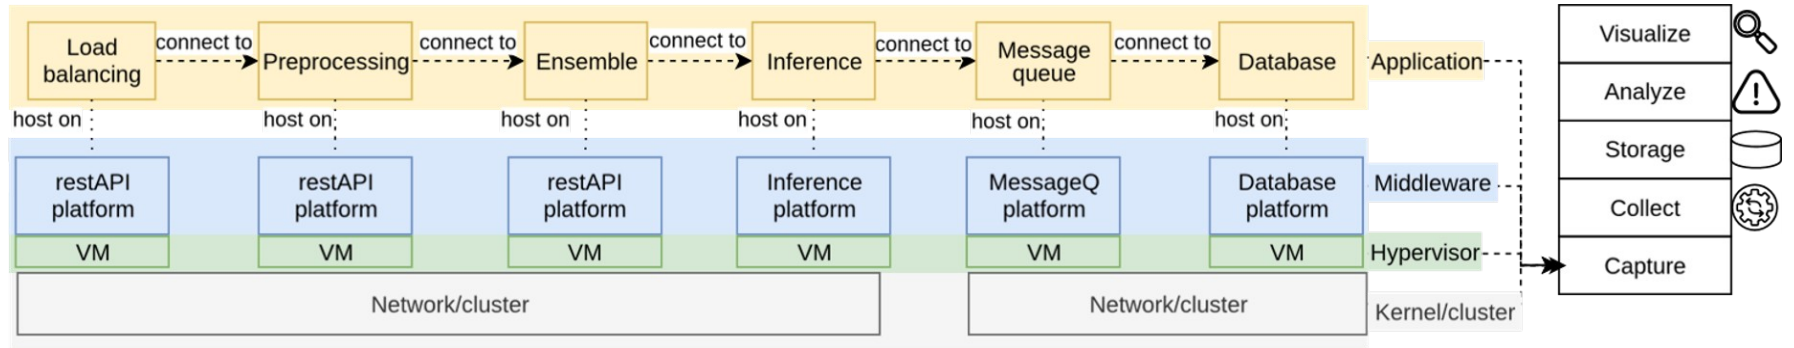 Load
balancing
connect to
Preprocessing
connect to
Ensemble
connect to
Inference
connect to
Message
queue
connect to
Database
Application
host on
host on
host on
host on
host on
host on
restAPI
platform
restAPI
platform
restAPI
platform
Inference
platform
MessageQ
platform
Database
platform
Middleware
VM
VM
VM
VM
VM
VM
Hypervisor
Network/cluster
Network/cluster
Kernel/cluster
Visualize
Analyze
Storage
Collect
Capture